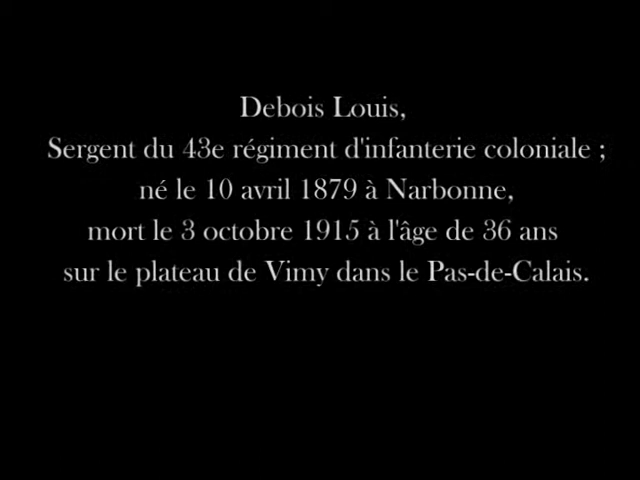 Debois Louis,
Sergent du 43e régiment d'infanterie coloniale ;
né le 10 avril 1879 à Narbonne,
mort le 3 octobre 1915 à l'âge de 36 ans
sur le plateau de Vimy dans le Pas-de-Calais.